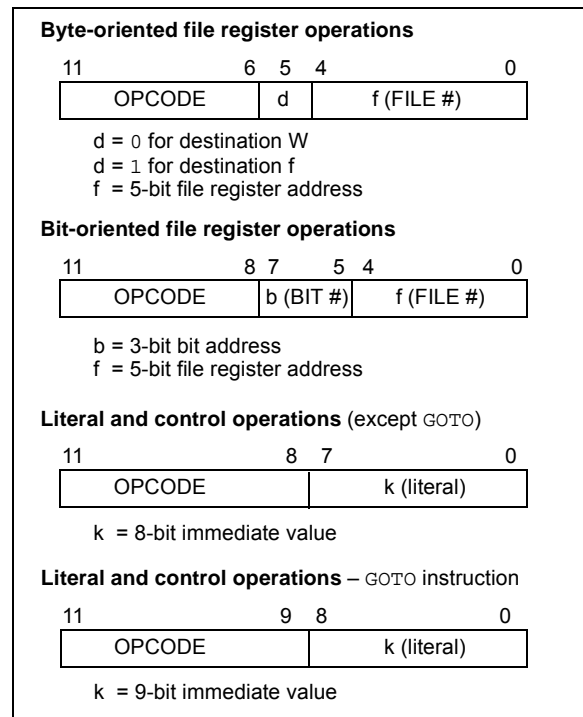 Byte-oriented file register operations
11 6 5 4 0
OPCODE d f (FILE #)
d = 0 for destination W
d = 1 for destination f
f = 5-bit file register address
Bit-oriented file register operations
11 8 7 5 4 0
OPCODE b (BIT #) f (FILE #)
b = 3-bit bit address
f = 5-bit file register address
Literal and control operations (except GOTO)
11 8 7 0
OPCODE k (literal)
k = 8-bit immediate value
Literal and control operations – GOTO instruction
11 9 8 0
OPCODE k (literal)
k = 9-bit immediate value